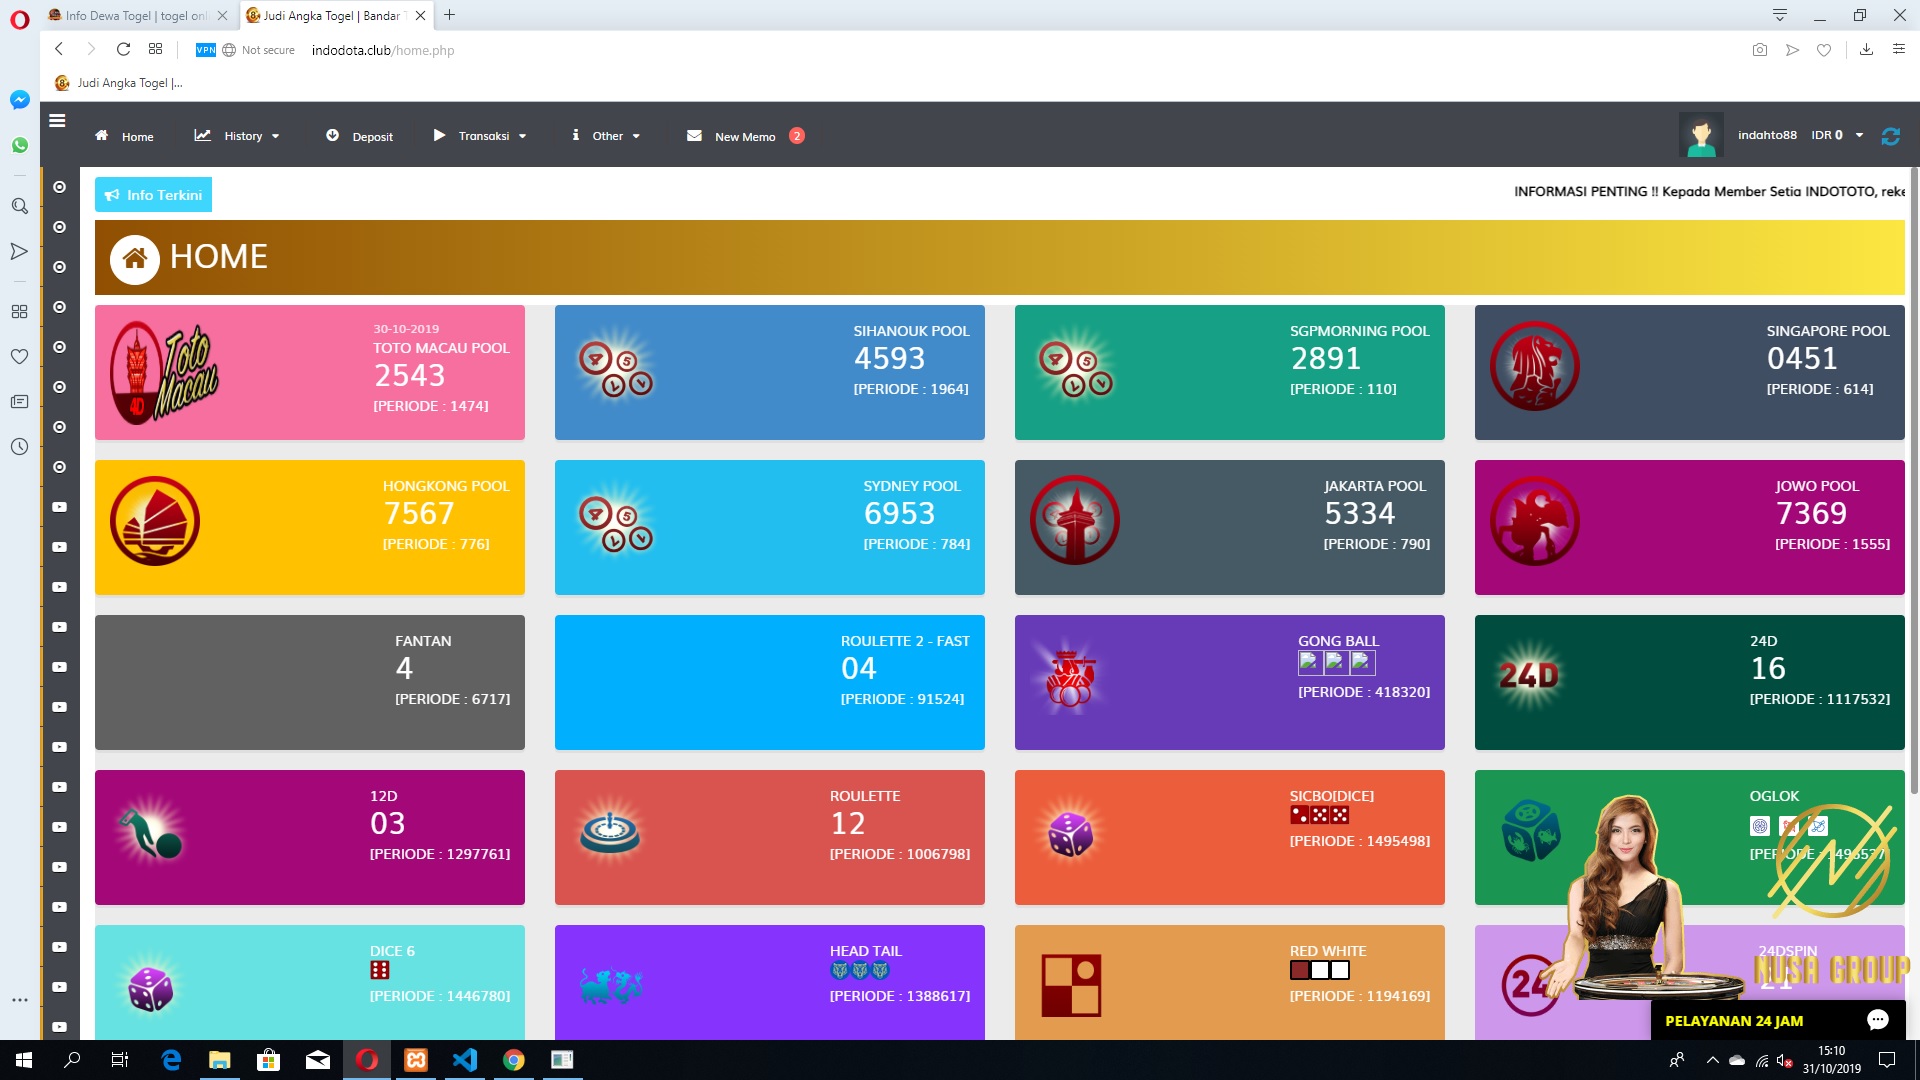 Info Dewa Togel | togel onl
Judi Angka Togel | Bandar T
VPN
Not secure
indodota.club/home.php
Judi Angka Togel |...
Home
History
Deposit
Transaksi
Other
New Memo
2
indahto88
IDR 0
Info Terkini
INFORMASI PENTING !! Kepada Member Setia INDOTOTO, reke
HOME
Toto
Macau
4D
30-10-2019
TOTO MACAU POOL
2543
[PERIODE : 1474]
SIHANOUK POOL
4593
[PERIODE : 1964]
SGPMORNING POOL
2891
[PERIODE : 110]
SINGAPORE POOL
0451
[PERIODE : 614]
HONGKONG POOL
7567
[PERIODE : 776]
SYDNEY POOL
6953
[PERIODE : 784]
JAKARTA POOL
5334
[PERIODE : 790]
JOWO POOL
7369
[PERIODE : 1555]
FANTAN
4
[PERIODE : 6717]
ROULETTE 2 - FAST
04
[PERIODE : 91524]
GONG BALL
[PERIODE : 418320]
24D
24D
16
[PERIODE : 1117532]
12D
03
[PERIODE : 1297761]
ROULETTE
12
[PERIODE : 1006798]
SICBO[DICE]
[PERIODE : 1495498]
OGLOK
DICE 6
[PERIODE : 1446780]
HEAD TAIL
[PERIODE : 1388617]
RED WHITE
[PERIODE : 1194169]
24
24DSPIN
21
NUSA GROUP
PELAYANAN 24 JAM
15:10
31/10/2019